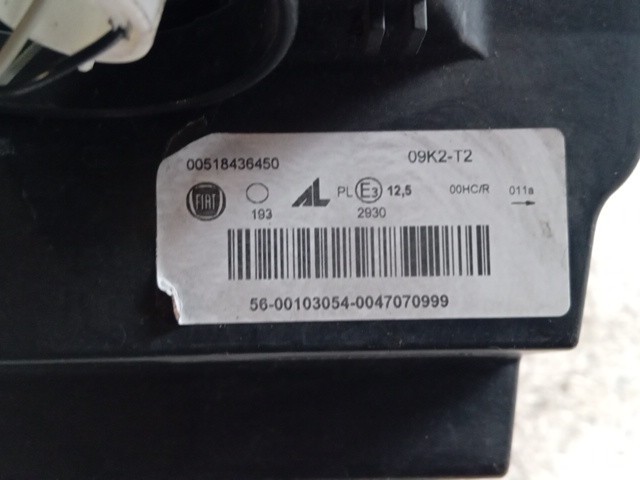 00518436450 09K2-T2
FIAT 193 AL PL E3 12,5 00HC/R 011a
2930
56-00103054-0047070999